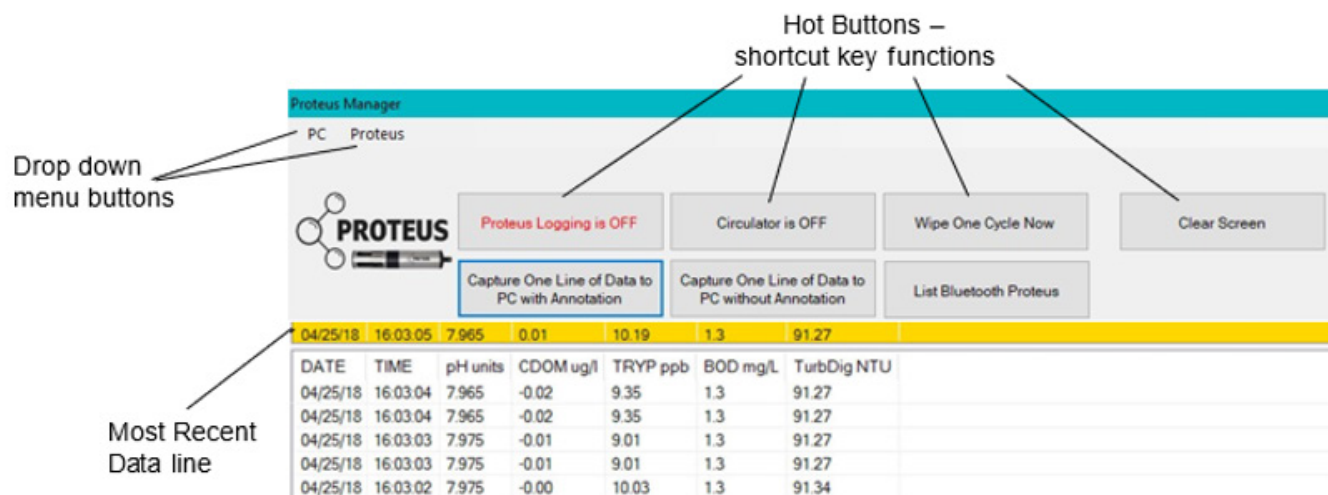 Hot Buttons –
shortcut key functions
Proteus Manager
PC Proteus
Drop down
menu buttons
PROTEUS
Proteus Logging is OFF
Circulator is OFF
Wipe One Cycle Now
Clear Screen
Capture One Line of Data to
PC with Annotation
Capture One Line of Data to
PC without Annotation
List Bluetooth Proteus
04/25/18 16:03:05 7.965 0.01 10.19 1.3 91.27
DATE TIME pH units CDOM ug/l TRYP ppb BOD mg/L TurbDig NTU
04/25/18 16:03:04 7.965 -0.02 9.35 1.3 91.27
04/25/18 16:03:04 7.965 -0.02 9.35 1.3 91.27
04/25/18 16:03:03 7.975 -0.01 9.01 1.3 91.27
04/25/18 16:03:03 7.975 -0.01 9.01 1.3 91.27
04/25/18 16:03:02 7.975 -0.00 10.03 1.3 91.34
Most Recent
Data line